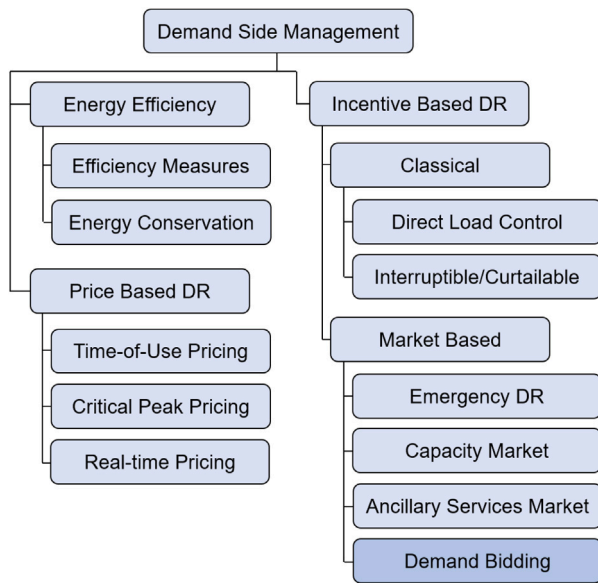 Demand Side Management
Energy Efficiency
Efficiency Measures
Energy Conservation
Price Based DR
Time-of-Use Pricing
Critical Peak Pricing
Real-time Pricing
Incentive Based DR
Classical
Direct Load Control
Interruptible/Curtailable
Market Based
Emergency DR
Capacity Market
Ancillary Services Market
Demand Bidding